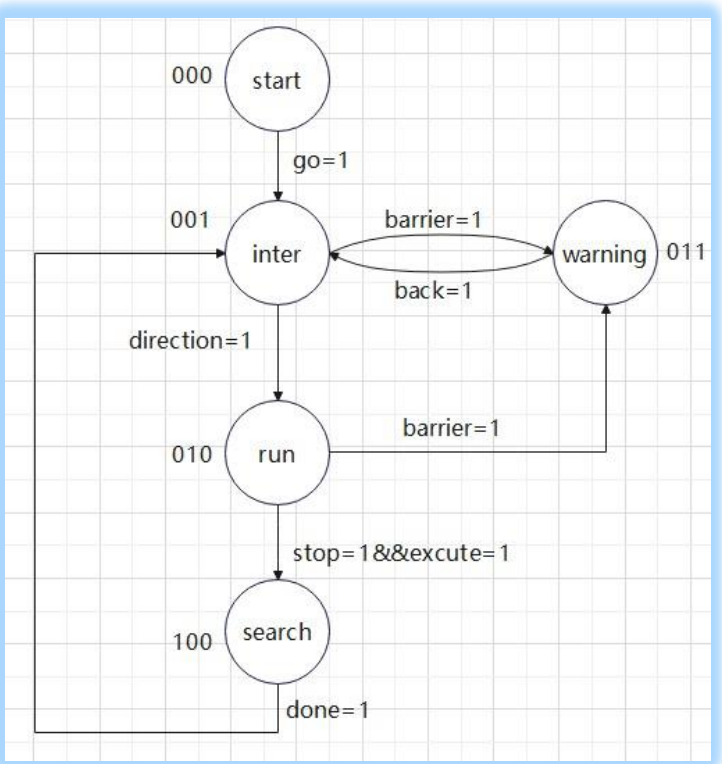 000
start
go=1
001
inter
barrier=1
warning
011
back=1
direction=1
010
run
barrier=1
stop=1&&excute=1
100
search
done=1